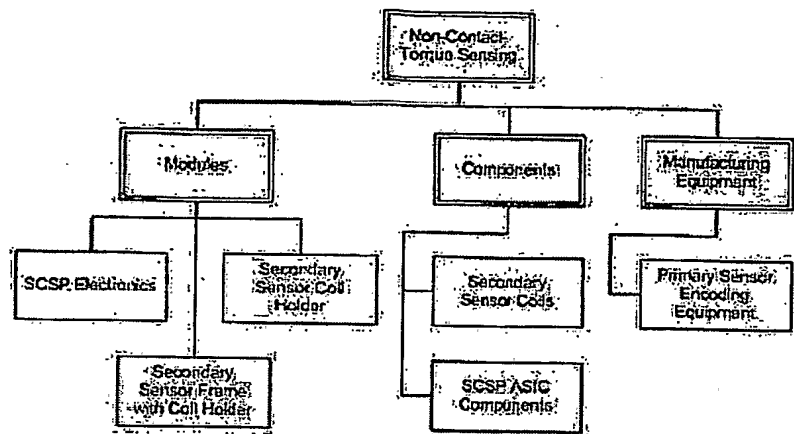 Non-Contact
Torque Sensing
Modules
Components
Manufacturing
Equipment
SCSP Electronics
Secondary
Sensor Coil
Holder
Secondary
Sensor Coils
Primary Sensor
Encoding
Equipment
Secondary
Sensor Frame
with Coil Holder
SCSP ASIC
Components